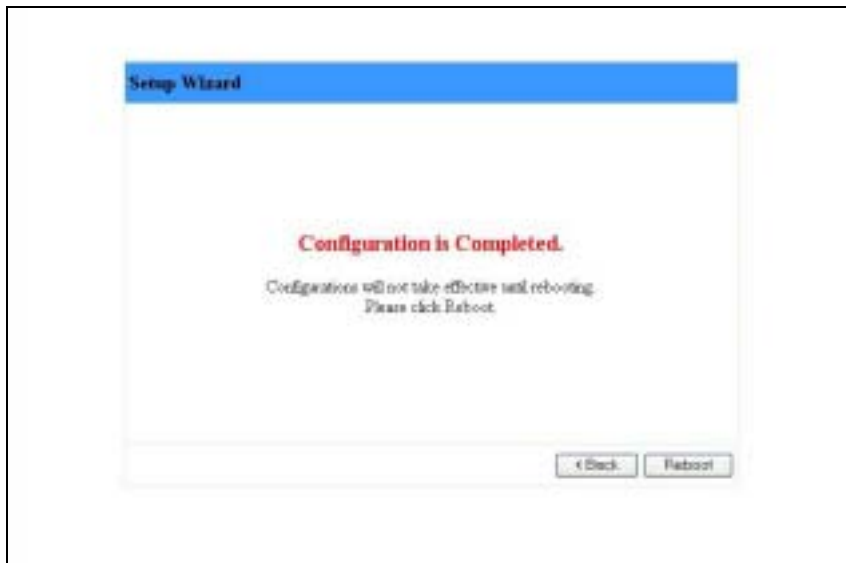 Setup Wizard
Configuration is Completed.
Configurations will not take effective until rebooting.
Please click Reboot.
< Back
Reboot